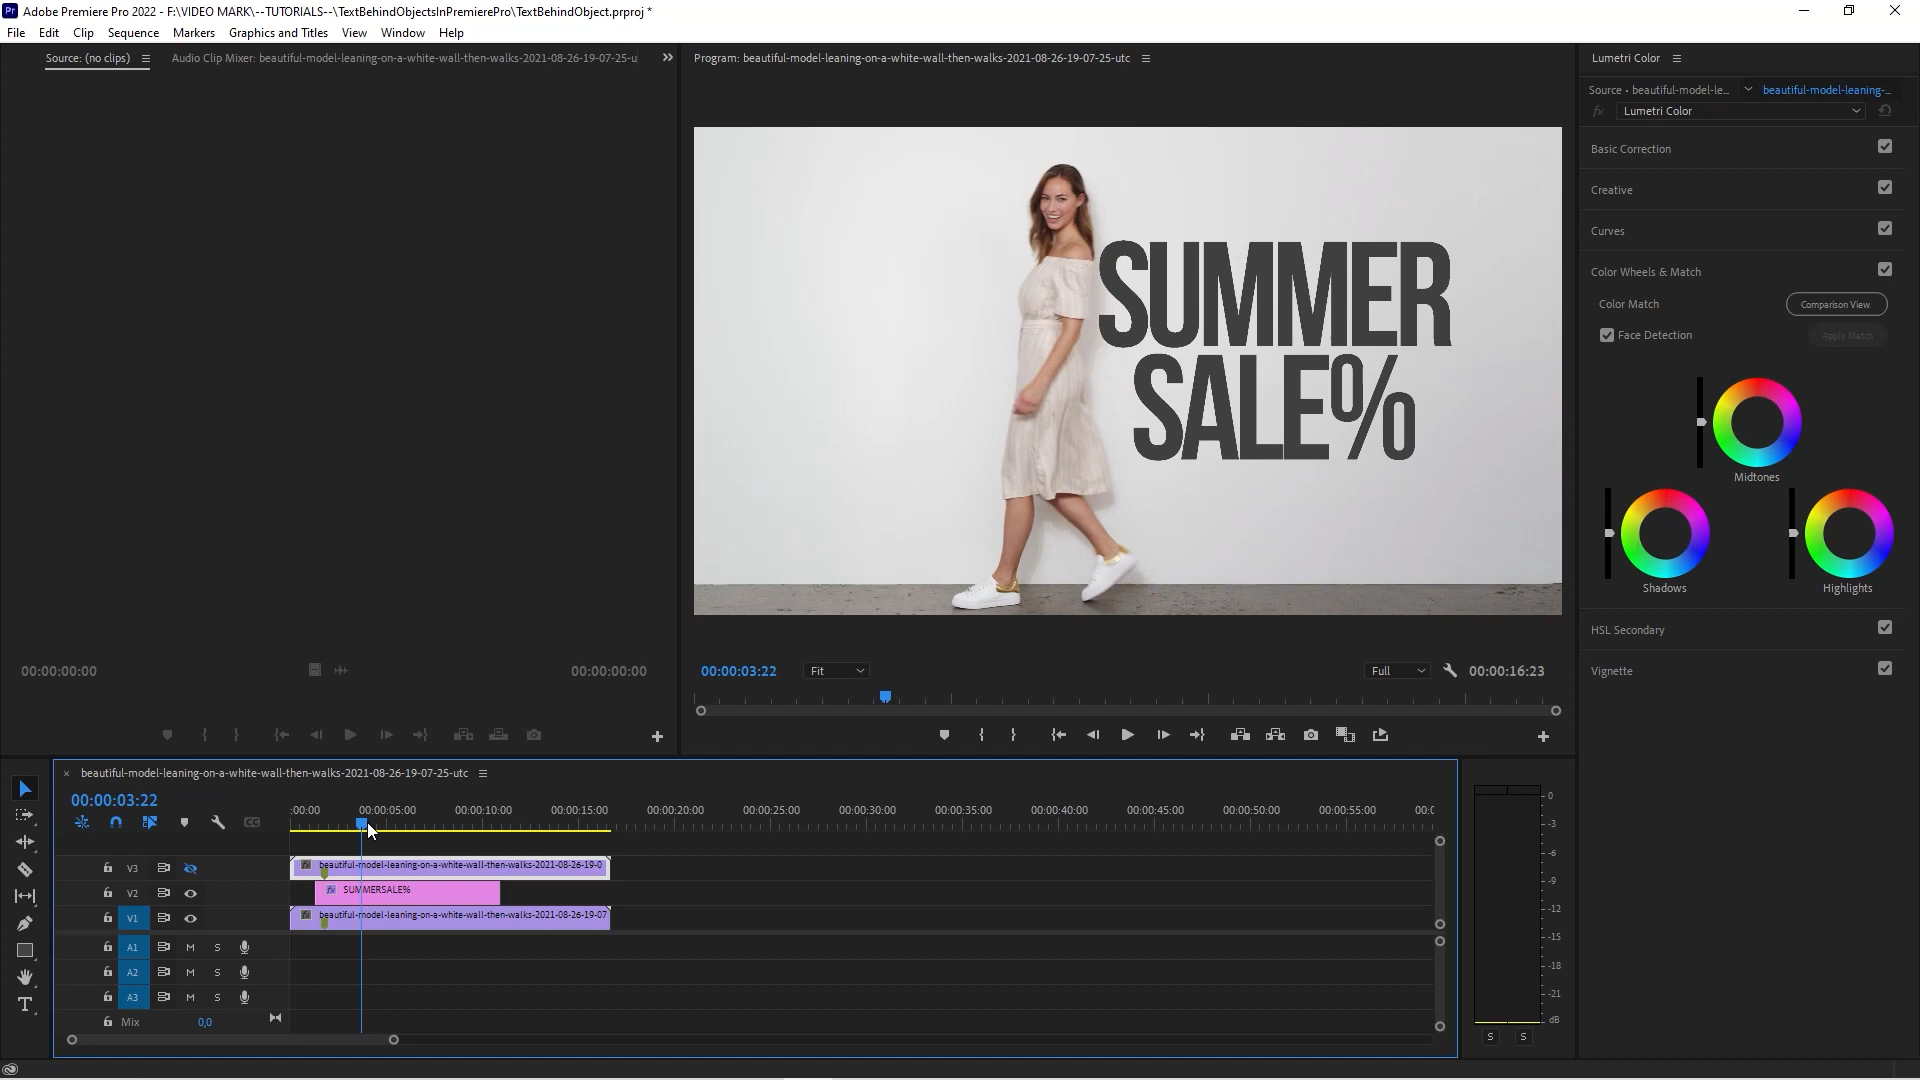 Adobe Premiere Pro 2022 - F:\VIDEO MARK\--TUTORIALS--\TextBehindObjectsInPremierePro\TextBehindObject.prproj *
File Edit Clip Sequence Markers Graphics and Titles View Window Help
Source: (no clips) Audio Clip Mixer: beautiful-model-leaning-on-a-white-wall-then-walks-2021-08-26-19-07-25-u
Program: beautiful-model-leaning-on-a-white-wall-then-walks-2021-08-26-19-07-25-utc
Lumetri Color
Source • beautiful-model-le... beautiful-model-leaning-...
fx Lumetri Color
Basic Correction
Creative
Curves
Color Wheels & Match
Color Match Comparison View
Face Detection Apply Match
Midtones
Shadows Highlights
HSL Secondary
Vignette
SUMMER
SALE%
00:00:00:00 00:00:00:00
00:00:03:22 Fit Full 00:00:16:23
beautiful-model-leaning-on-a-white-wall-then-walks-2021-08-26-19-07-25-utc
00:00:03:22
:00:00 00:00:05:00 00:00:10:00 00:00:15:00 00:00:20:00 00:00:25:00 00:00:30:00 00:00:35:00 00:00:40:00 00:00:45:00 00:00:50:00 00:00:55:00 00:0
V3 fx beautiful-model-leaning-on-a-white-wall-then-walks-2021-08-26-19-0
V2 fx SUMMERSALE%
V1 fx beautiful-model-leaning-on-a-white-wall-then-walks-2021-08-26-19-07
A1 M S
A2 M S
A3 M S
Mix 0,0
0
-3
-6
-9
-12
-15
-18
-21
dB
S S